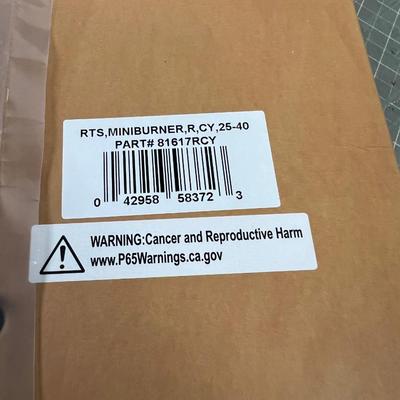 RTS,MINIBURNER,R,CY,25-40
PART# 81617RCY
0 42958 58372 3
WARNING:Cancer and Reproductive Harm
www.P65Warnings.ca.gov